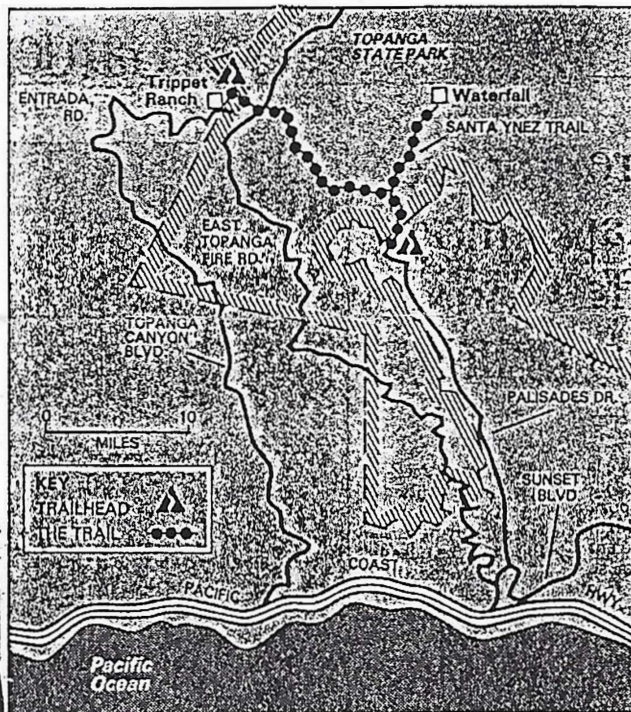 TOPANGA
STATE PARK
Trippet
Ranch
Waterfall
ENTRADA
RD.
SANTA YNEZ TRAIL
EAST
TOPANGA
FIRE RD.
TOPANGA
CANYON
BLVD.
PALISADES DR.
0 10
MILES
KEY
TRAILHEAD
THE TRAIL
SUNSET
BLVD.
PACIFIC COAST HWY.
Pacific
Ocean